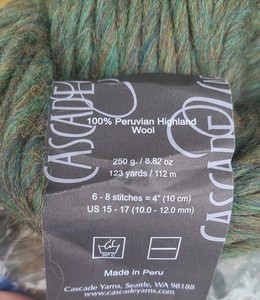 CASCADE
100% Peruvian Highland
Wool
CASCADE
250 g. / 8.82 oz
123 yards / 112 m
6 - 8 stitches = 4" (10 cm)
US 15 - 17 (10.0 - 12.0 mm)
Made in Peru
Cascade Yarns, Seattle, WA 98188
www.cascadeyarns.com